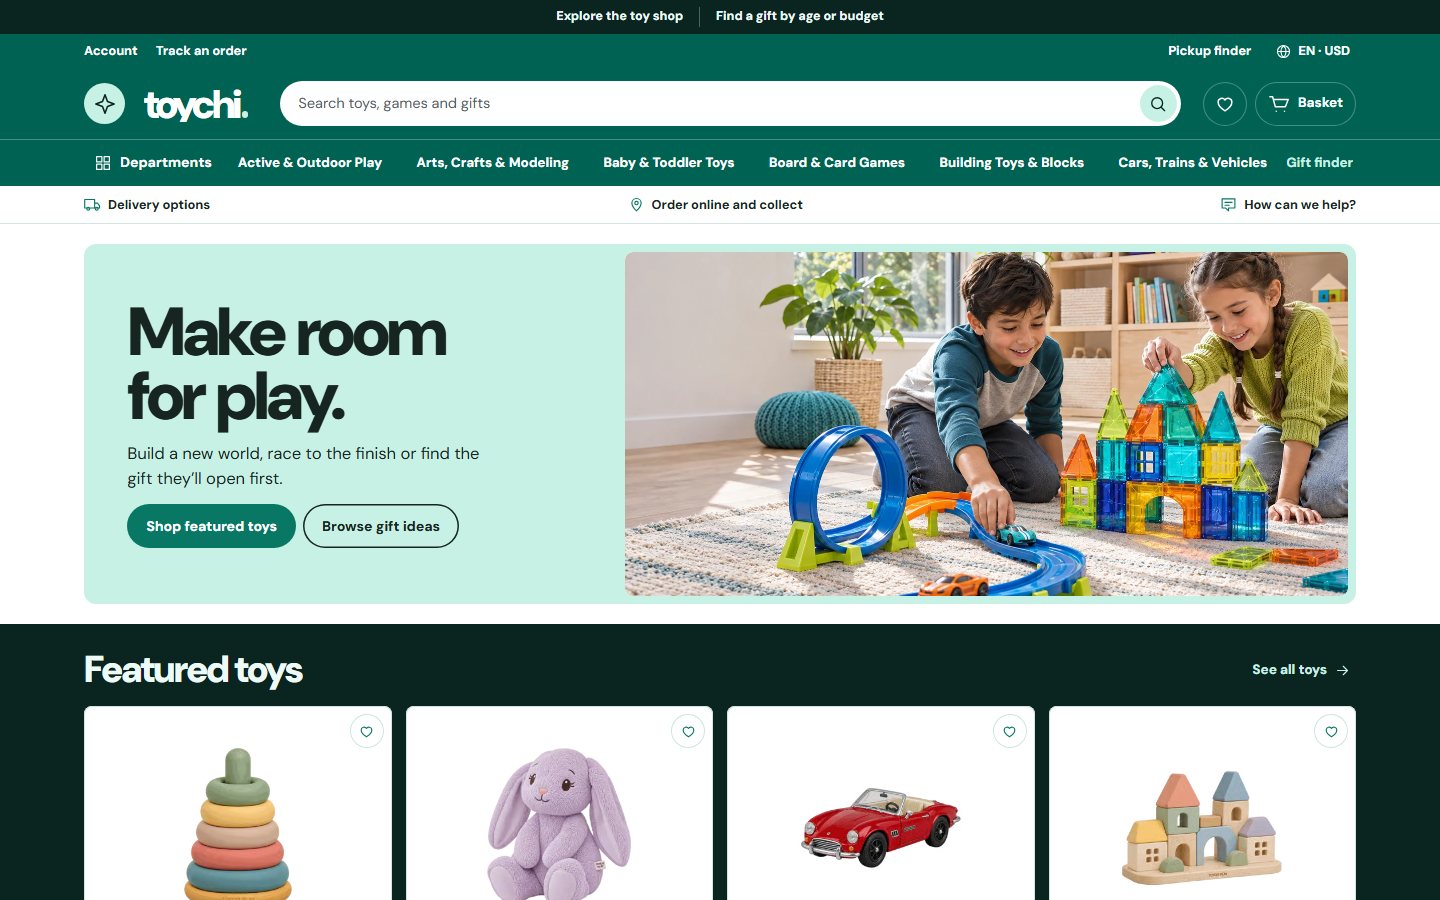 Explore the toy shop
Find a gift by age or budget
Account
Track an order
Pickup finder
EN · USD
toychi.
Search toys, games and gifts
Basket
Departments
Active & Outdoor Play
Arts, Crafts & Modeling
Baby & Toddler Toys
Board & Card Games
Building Toys & Blocks
Cars, Trains & Vehicles
Gift finder
Delivery options
Order online and collect
How can we help?
Make room
for play.
Build a new world, race to the finish or find the
gift they’ll open first.
Shop featured toys
Browse gift ideas
Featured toys
See all toys